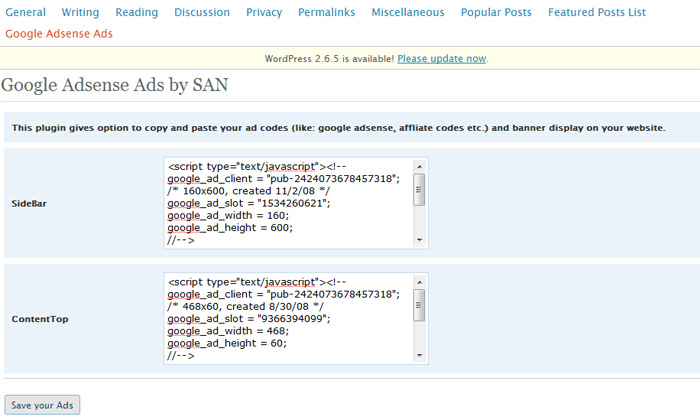 General Writing Reading Discussion Privacy Permalinks Miscellaneous Popular Posts Featured Posts List
Google Adsense Ads
WordPress 2.6.5 is available! Please update now.
Google Adsense Ads by SAN
This plugin gives option to copy and paste your ad codes (like: google adsense, affliate codes etc.) and banner display on your website.
SideBar
<script type="text/javascript"><!--
google_ad_client = "pub-2424073678457318";
/* 160x600, created 11/2/08 */
google_ad_slot = "1534260621";
google_ad_width = 160;
google_ad_height = 600;
//-->
ContentTop
<script type="text/javascript"><!--
google_ad_client = "pub-2424073678457318";
/* 468x60, created 8/30/08 */
google_ad_slot = "9366394099";
google_ad_width = 468;
google_ad_height = 60;
//-->
Save your Ads